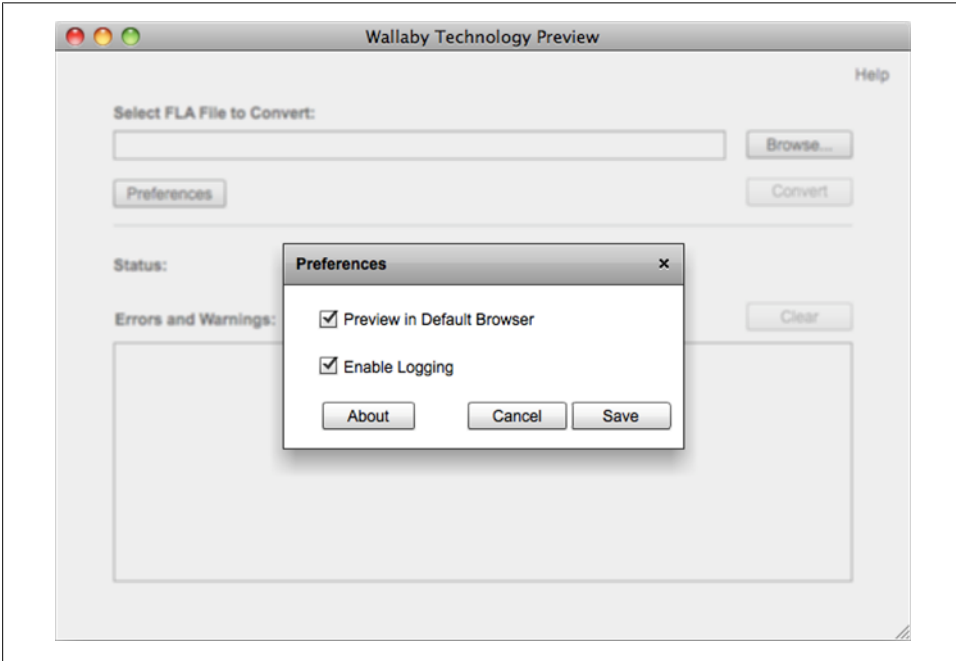 Wallaby Technology Preview
Help
Select FLA File to Convert:
Browse...
Preferences
Convert
Status:
Preferences
×
Errors and Warnings:
Preview in Default Browser
Clear
Enable Logging
About
Cancel
Save